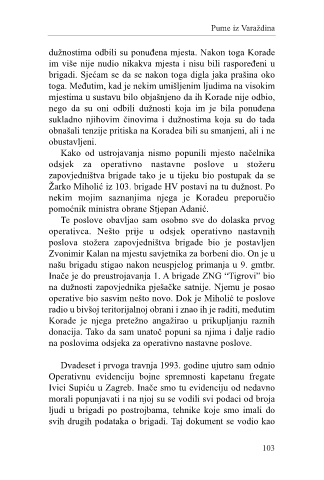 Pume iz Varaždina
dužnostima odbili su ponuđena mjesta. Nakon toga Korade
im više nije nudio nikakva mjesta i nisu bili raspoređeni u
brigadi. Sjećam se da se nakon toga digla jaka prašina oko
toga. Međutim, kad je nekim umišljenim ljudima na visokim
mjestima u sustavu bilo objašnjeno da ih Korade nije odbio,
nego da su oni odbili dužnosti koja im je bila ponuđena
sukladno njihovim činovima i dužnostima koja su do tada
obnašali tenzije pritiska na Koradea bili su smanjeni, ali i ne
obustavljeni.
Kako od ustrojavanja nismo popunili mjesto načelnika
odsjek za operativno nastavne poslove u stožeru
zapovjedništva brigade tako je u tijeku bio postupak da se
Žarko Miholić iz 103. brigade HV postavi na tu dužnost. Po
nekim mojim saznanjima njega je Koradeu preporučio
pomoćnik ministra obrane Stjepan Adanić.
Te poslove obavljao sam osobno sve do dolaska prvog
operativca. Nešto prije u odsjek operativno nastavnih
poslova stožera zapovjedništva brigade bio je postavljen
Zvonimir Kalan na mjestu savjetnika za borbeni dio. On je u
našu brigadu stigao nakon neuspjelog primanja u 9. gmtbr.
Inače je do preustrojavanja 1. A brigade ZNG “Tigrovi” bio
na dužnosti zapovjednika pješačke satnije. Njemu je posao
operative bio sasvim nešto novo. Dok je Miholić te poslove
radio u bivšoj teritorijalnoj obrani i znao ih je raditi, međutim
Korade je njega pretežno angažirao u prikupljanju raznih
donacija. Tako da sam unatoč popuni sa njima i dalje radio
na poslovima odsjeka za operativno nastavne poslove.
Dvadeset i prvoga travnja 1993. godine ujutro sam odnio
Operativnu evidenciju bojne spremnosti kapetanu fregate
Ivici Supiću u Zagreb. Inače smo tu evidenciju od nedavno
morali popunjavati i na njoj su se vodili svi podaci od broja
ljudi u brigadi po postrojbama, tehnike koje smo imali do
svih drugih podataka o brigadi. Taj dokument se vodio kao
103